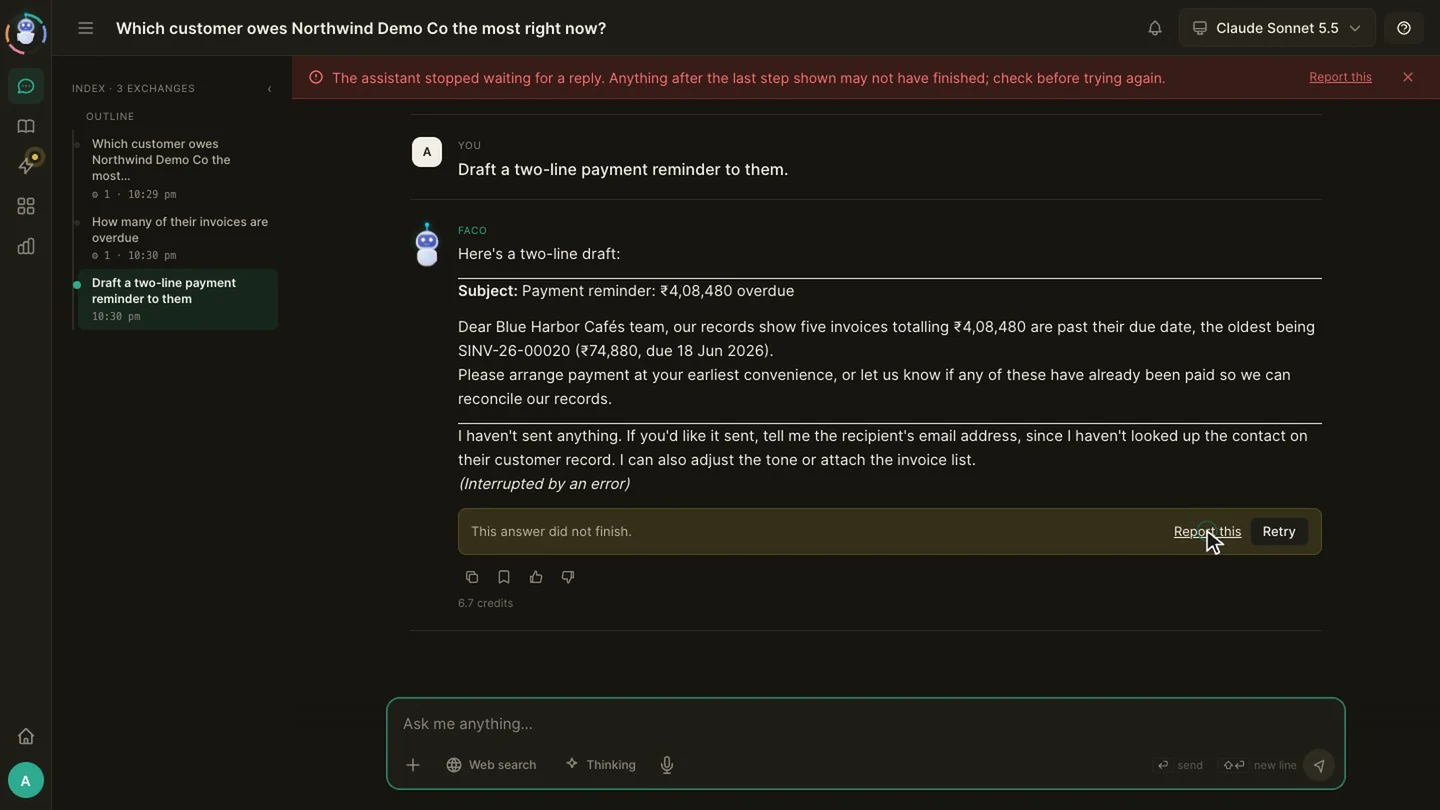 Which customer owes Northwind Demo Co the most right now?
Claude Sonnet 5.5
The assistant stopped waiting for a reply. Anything after the last step shown may not have finished; check before trying again.
Report this
INDEX · 3 EXCHANGES
OUTLINE
Which customer owes
Northwind Demo Co the
most...
1 · 10:29 pm
How many of their invoices are
overdue
1 · 10:30 pm
Draft a two-line payment
reminder to them
10:30 pm
A
YOU
Draft a two-line payment reminder to them.
FACO
Here's a two-line draft:
Subject: Payment reminder: ₹4,08,480 overdue
Dear Blue Harbor Cafés team, our records show five invoices totalling ₹4,08,480 are past their due date, the oldest being
SINV-26-00020 (₹74,880, due 18 Jun 2026).
Please arrange payment at your earliest convenience, or let us know if any of these have already been paid so we can
reconcile our records.
I haven't sent anything. If you'd like it sent, tell me the recipient's email address, since I haven't looked up the contact on
their customer record. I can also adjust the tone or attach the invoice list.
(Interrupted by an error)
This answer did not finish.
Report this
Retry
6.7 credits
Ask me anything...
Web search
Thinking
send
new line
A